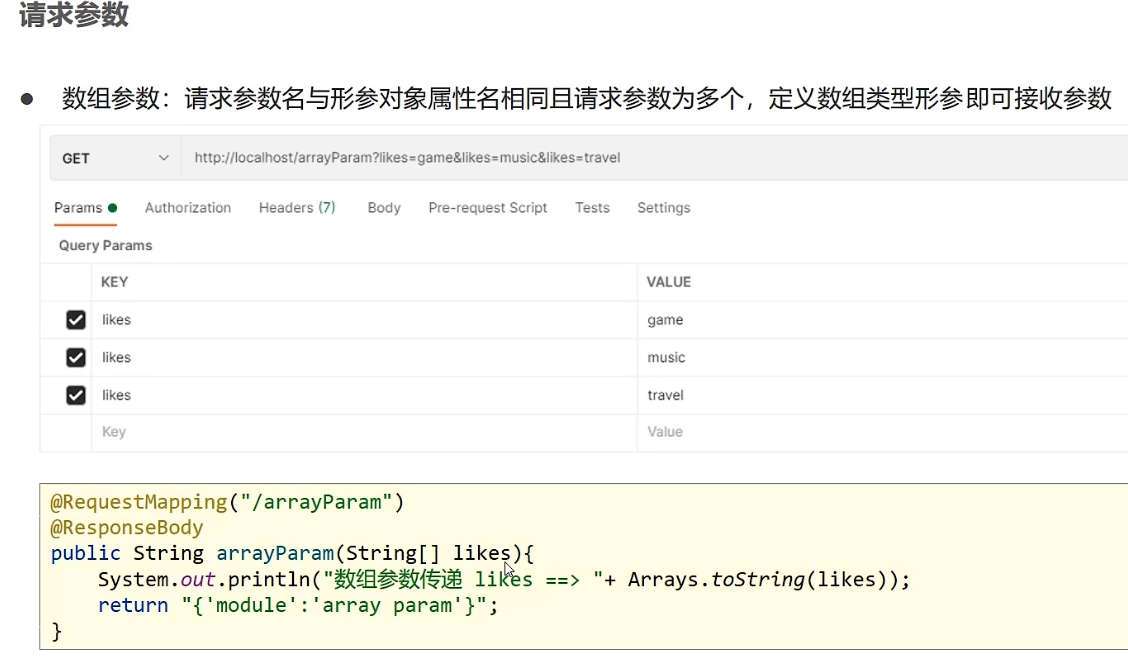 请求参数
● 数组参数：请求参数名与形参对象属性名相同且请求参数为多个，定义数组类型形参即可接收参数
GET http://localhost/arrayParam?likes=game&likes=music&likes=travel
Params Authorization Headers (7) Body Pre-request Script Tests Settings
Query Params
KEY VALUE
likes game
likes music
likes travel
Key Value
@RequestMapping("/arrayParam")
@ResponseBody
public String arrayParam(String[] likes){
    System.out.println("数组参数传递 likes ==> "+ Arrays.toString(likes));
    return "{'module':'array param'}";
}